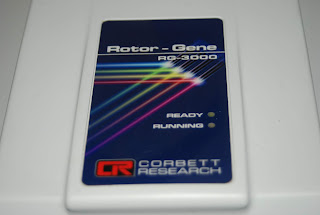 Rotor - Gene
RG-3000
READY
RUNNING
CR CORBETT
RESEARCH